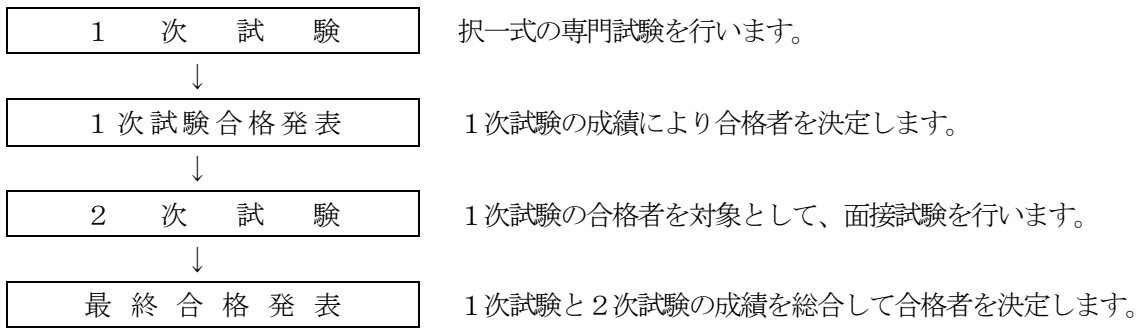 １　次　試　験　択一式の専門試験を行います。
↓
１次試験合格発表　１次試験の成績により合格者を決定します。
↓
２　次　試　験　１次試験の合格者を対象として、面接試験を行います。
↓
最終合格発表　１次試験と２次試験の成績を総合して合格者を決定します。